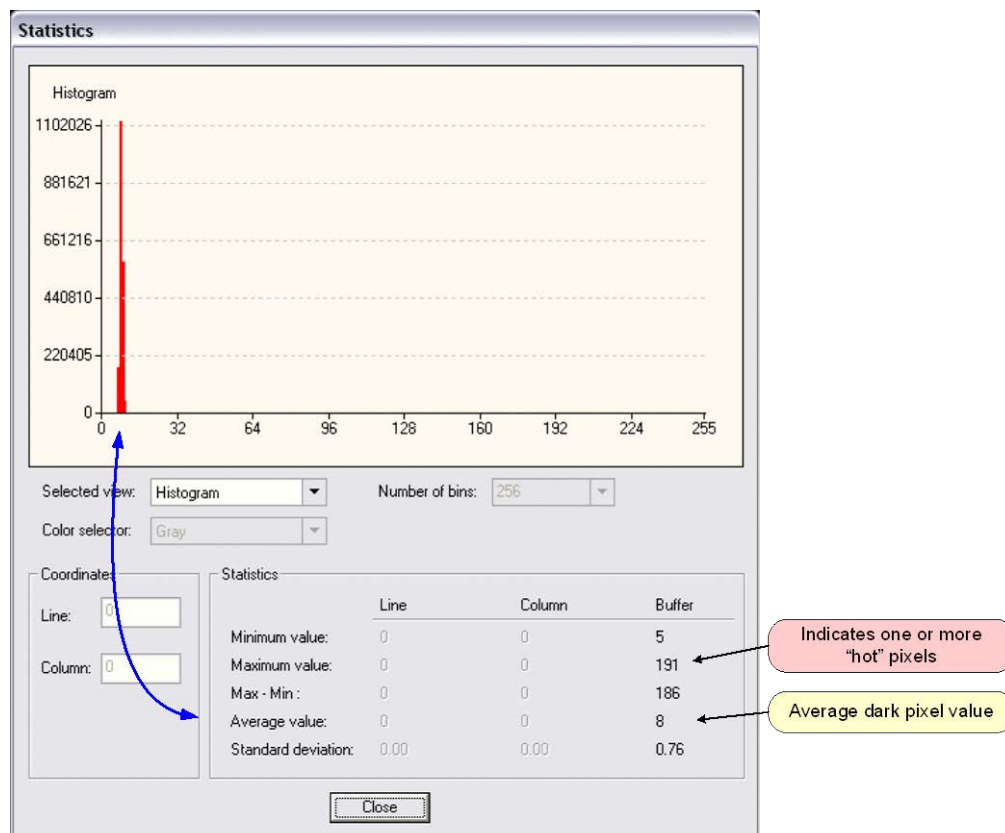 Statistics
Histogram
1102026
881621
661216
440810
220405
0
0 32 64 96 128 160 192 224 255
Selected view: Histogram Number of bins: 256
Color selector: Gray
Coordinates
Line: 0
Column: 0
Statistics
Line Column Buffer
Minimum value: 0 0 5
Maximum value: 0 0 191
Max - Min : 0 0 186
Average value: 0 0 8
Standard deviation: 0.00 0.00 0.76
Indicates one or more
“hot” pixels
Average dark pixel value
Close